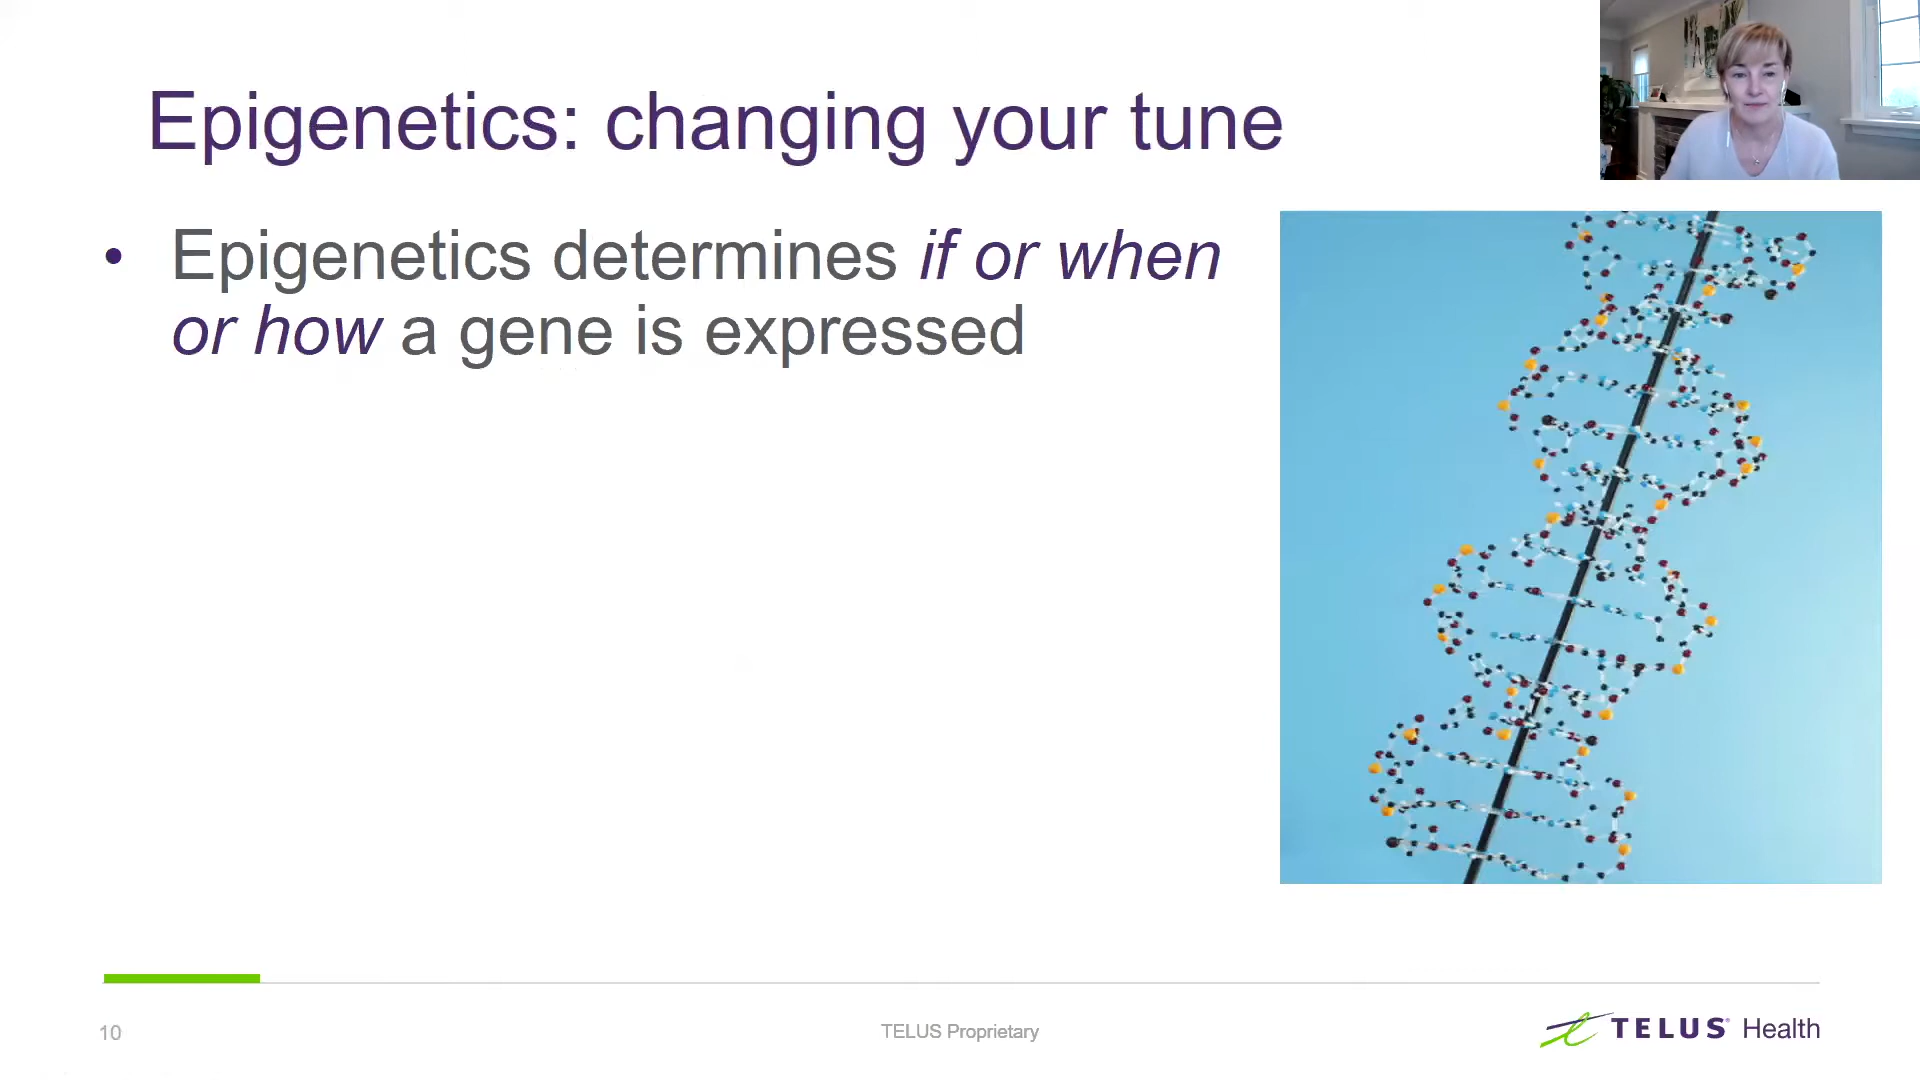 Epigenetics: changing your tune
• Epigenetics determines if or when
or how a gene is expressed
10
TELUS Proprietary
TELUS® Health